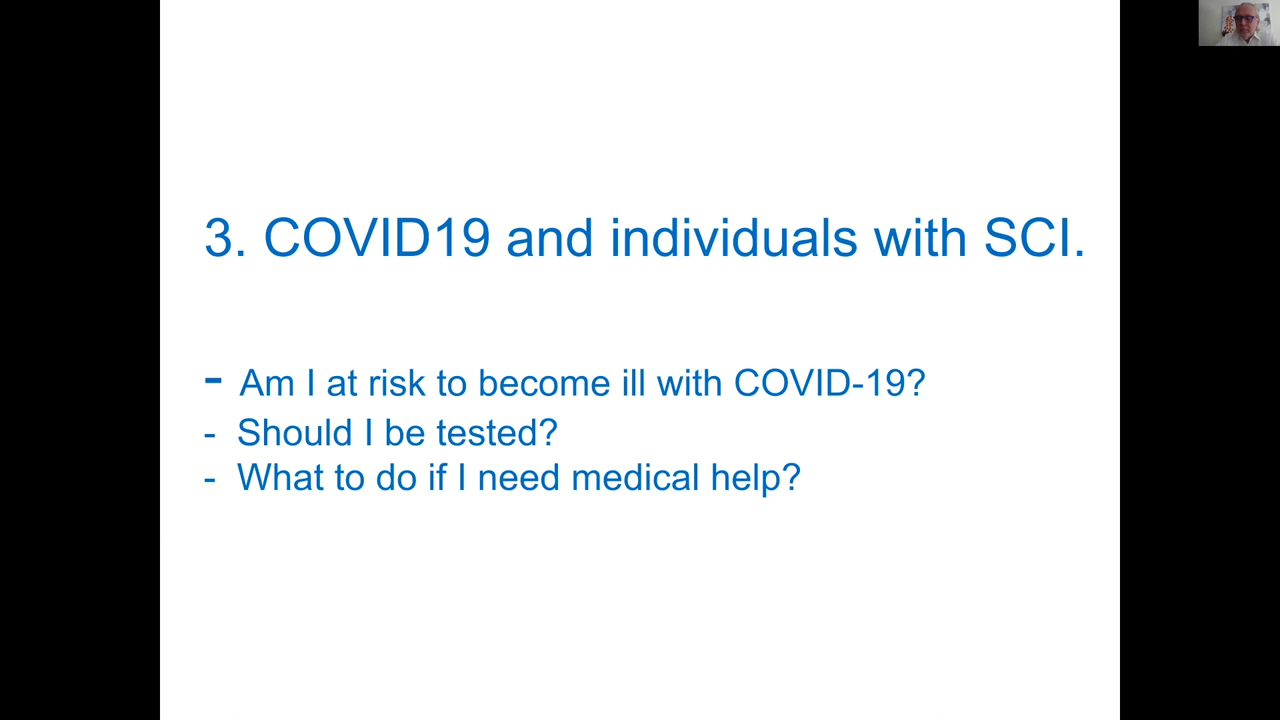 3. COVID19 and individuals with SCI.
- Am I at risk to become ill with COVID-19?
- Should I be tested?
- What to do if I need medical help?